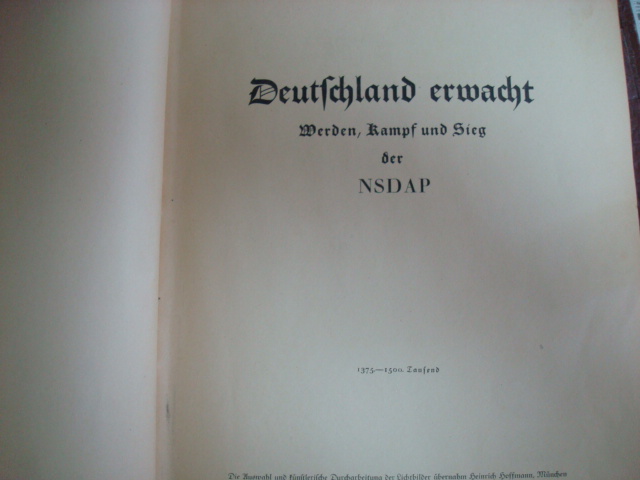 Deutſchland erwacht
Werden, Kampf und Sieg
der
NSDAP
1375.—1500. Tauſend
Die Auswahl und künſtleriſche Durcharbeitung der Lichtbilder übernahm Heinrich Hoffmann, München